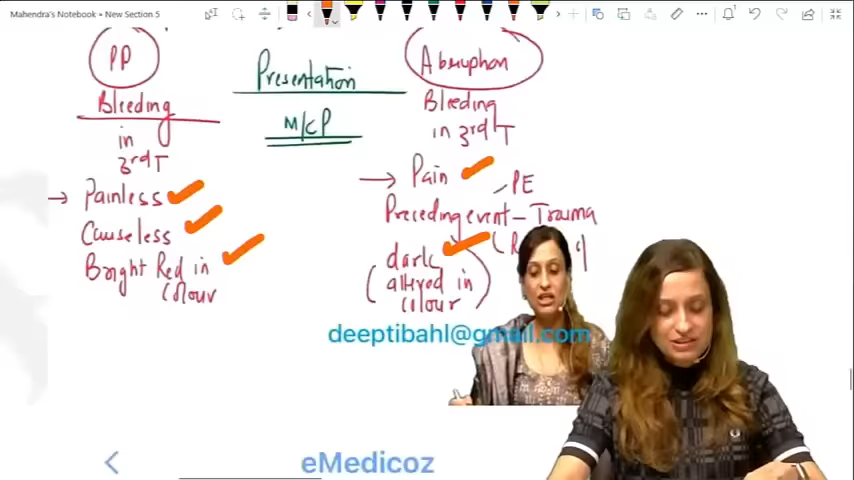 Mahendra's Notebook • New Section 5
PP
Presentation
M/CP
Abruption
Bleeding
in
3rd T
→ Painless
Causeless
Bright Red in
colour
Bleeding
in 3rd T
→ Pain
PE
Preceding event - Trauma
dark
(altered in
colour)
deeptibahl@gmail.com
eMedicoz